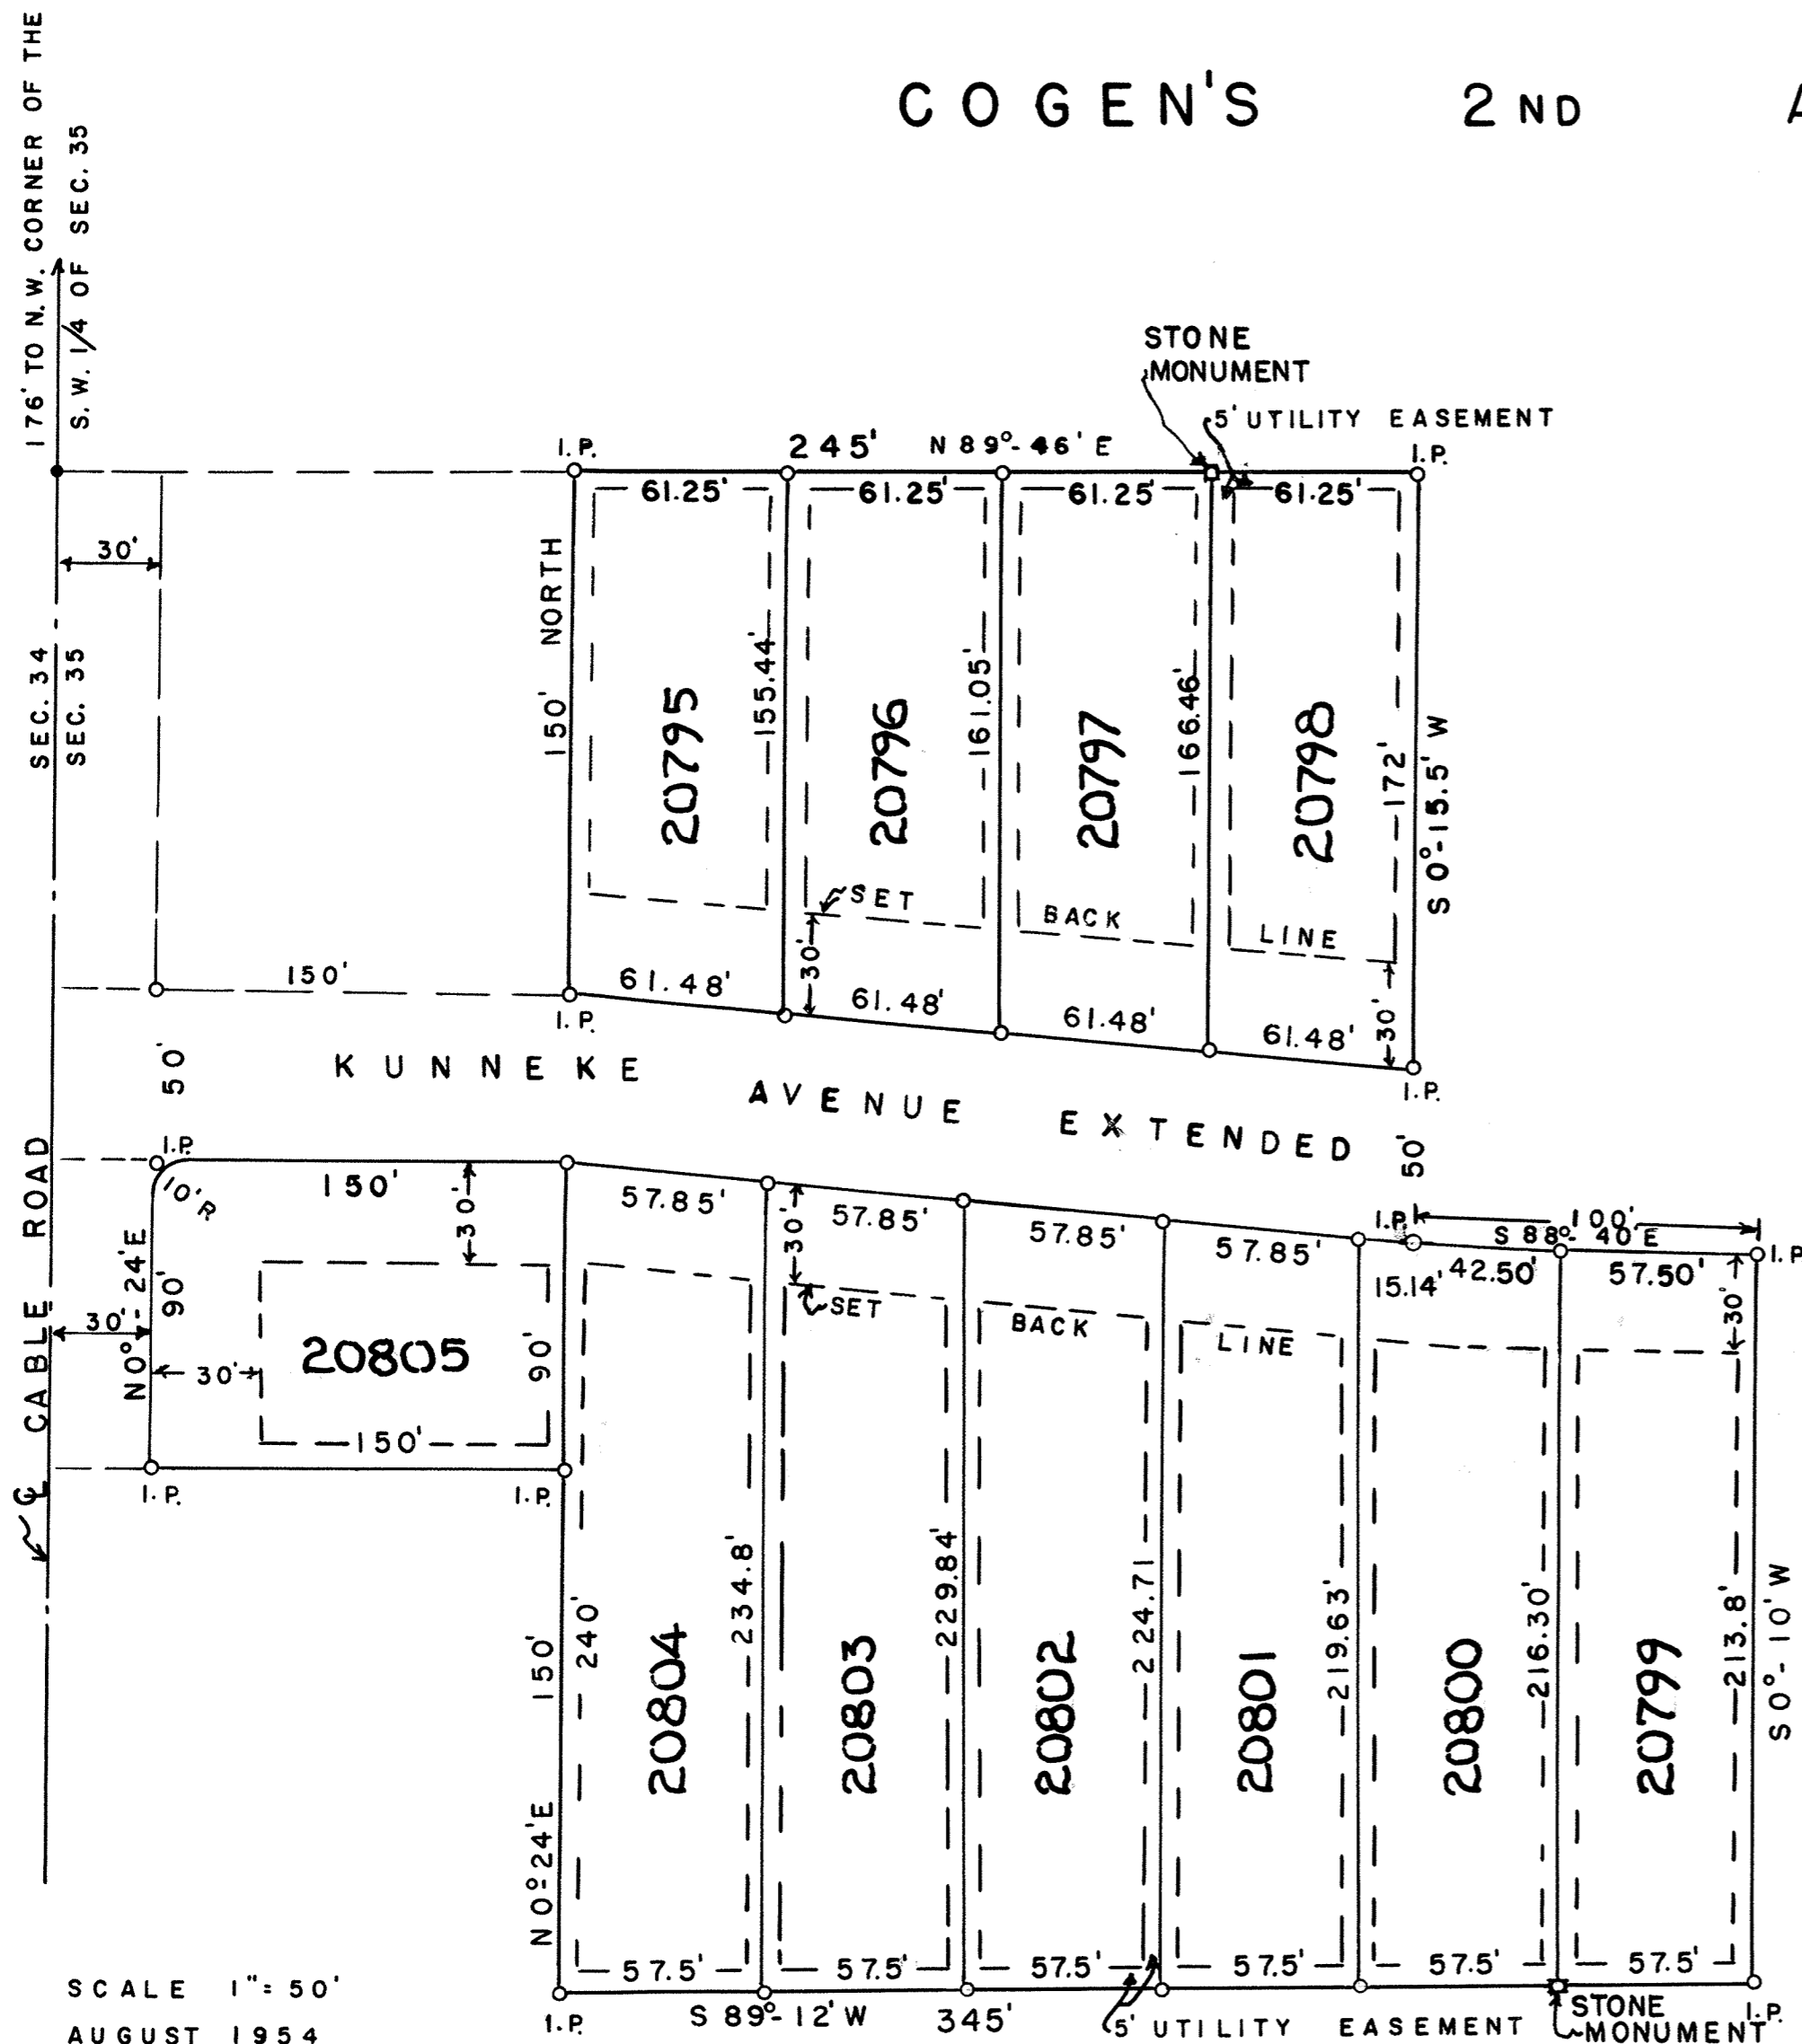 COGEN'S 2ND A
176' TO N.W. CORNER OF THE
S.W. 1/4 OF SEC. 35
STONE
MONUMENT
5' UTILITY EASEMENT
I.P.
245'
N 89°-46' E
I.P.
61.25'
61.25'
61.25'
61.25'
30'
SEC. 34
SEC. 35
NORTH
150'
20795
155.44'
20796
161.05'
20797
166.46'
20798
172'
S 0°-15.5' W
SET
BACK
LINE
30'
30'
150'
I.P.
61.48'
61.48'
61.48'
61.48'
I.P.
50'
KUNNEKE AVENUE EXTENDED
50'
I.P.
10'R
150'
30'
57.85'
57.85'
57.85'
57.85'
I.P.
100'
S 88°-40'E
I.P.
15.14'
42.50'
57.50'
30'
SET
BACK
LINE
30'
℄ CABLE ROAD
30'
N 0°-24'E
90'
30'
20805
90'
150'
I.P.
I.P.
N 0°-24'E
150'
240'
20804
234.8'
20803
229.84'
20802
224.71
20801
219.63'
20800
216.30'
20799
213.8'
S 0°-10' W
57.5'
57.5'
57.5'
57.5'
57.5'
57.5'
I.P.
S 89°-12' W
345'
5' UTILITY EASEMENT
STONE
MONUMENT
I.P.
SCALE 1"= 50'
AUGUST 1954